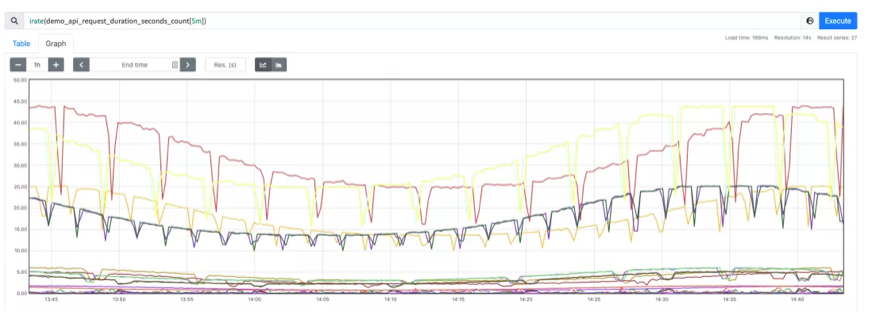 irate(demo_api_request_duration_seconds_count[5m])
Execute
Load time: 188ms Resolution: 14s Result series: 27
Table Graph
1h End time Res. (s)
50.00
45.00
40.00
35.00
30.00
25.00
20.00
15.00
10.00
5.00
0.00
13:45 13:50 13:55 14:00 14:05 14:10 14:15 14:20 14:25 14:30 14:35 14:40